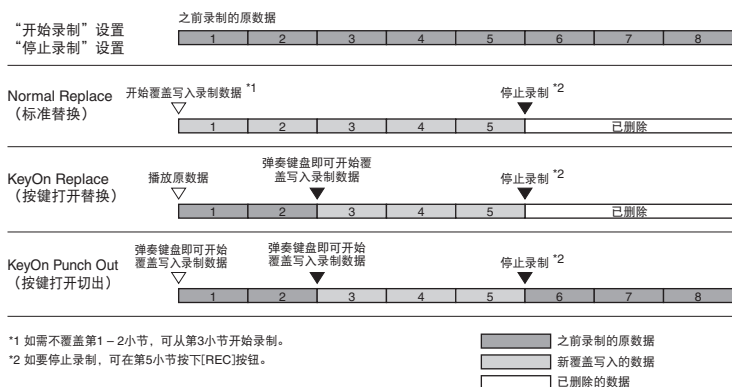 “开始录制”设置
“停止录制”设置
之前录制的原数据
1 2 3 4 5 6 7 8
Normal Replace
（标准替换）
开始覆盖写入录制数据 *1
停止录制 *2
1 2 3 4 5 已删除
KeyOn Replace
（按键打开替换）
播放原数据
弹奏键盘即可开始覆
盖写入录制数据
停止录制 *2
1 2 3 4 5 已删除
KeyOn Punch Out
（按键打开切出）
弹奏键盘即可开始
覆盖写入录制数据
弹奏键盘即可开始
覆盖写入录制数据
停止录制 *2
1 2 3 4 5 6 7 8
*1 如需不覆盖第1 – 2小节，可从第3小节开始录制。
*2 如要停止录制，可在第5小节按下[REC]按钮。
之前录制的原数据
新覆盖写入的数据
已删除的数据